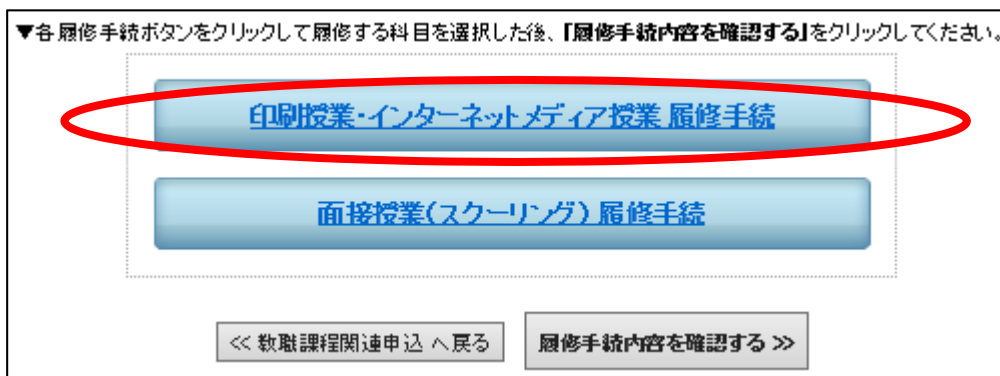 ▼各履修手続ボタンをクリックして履修する科目を選択した後、「履修手続内容を確認する」をクリックしてください。
印刷授業・インターネットメディア授業 履修手続
面接授業(スクーリング) 履修手続
<< 教職課程関連申込 へ戻る
履修手続内容を確認する >>